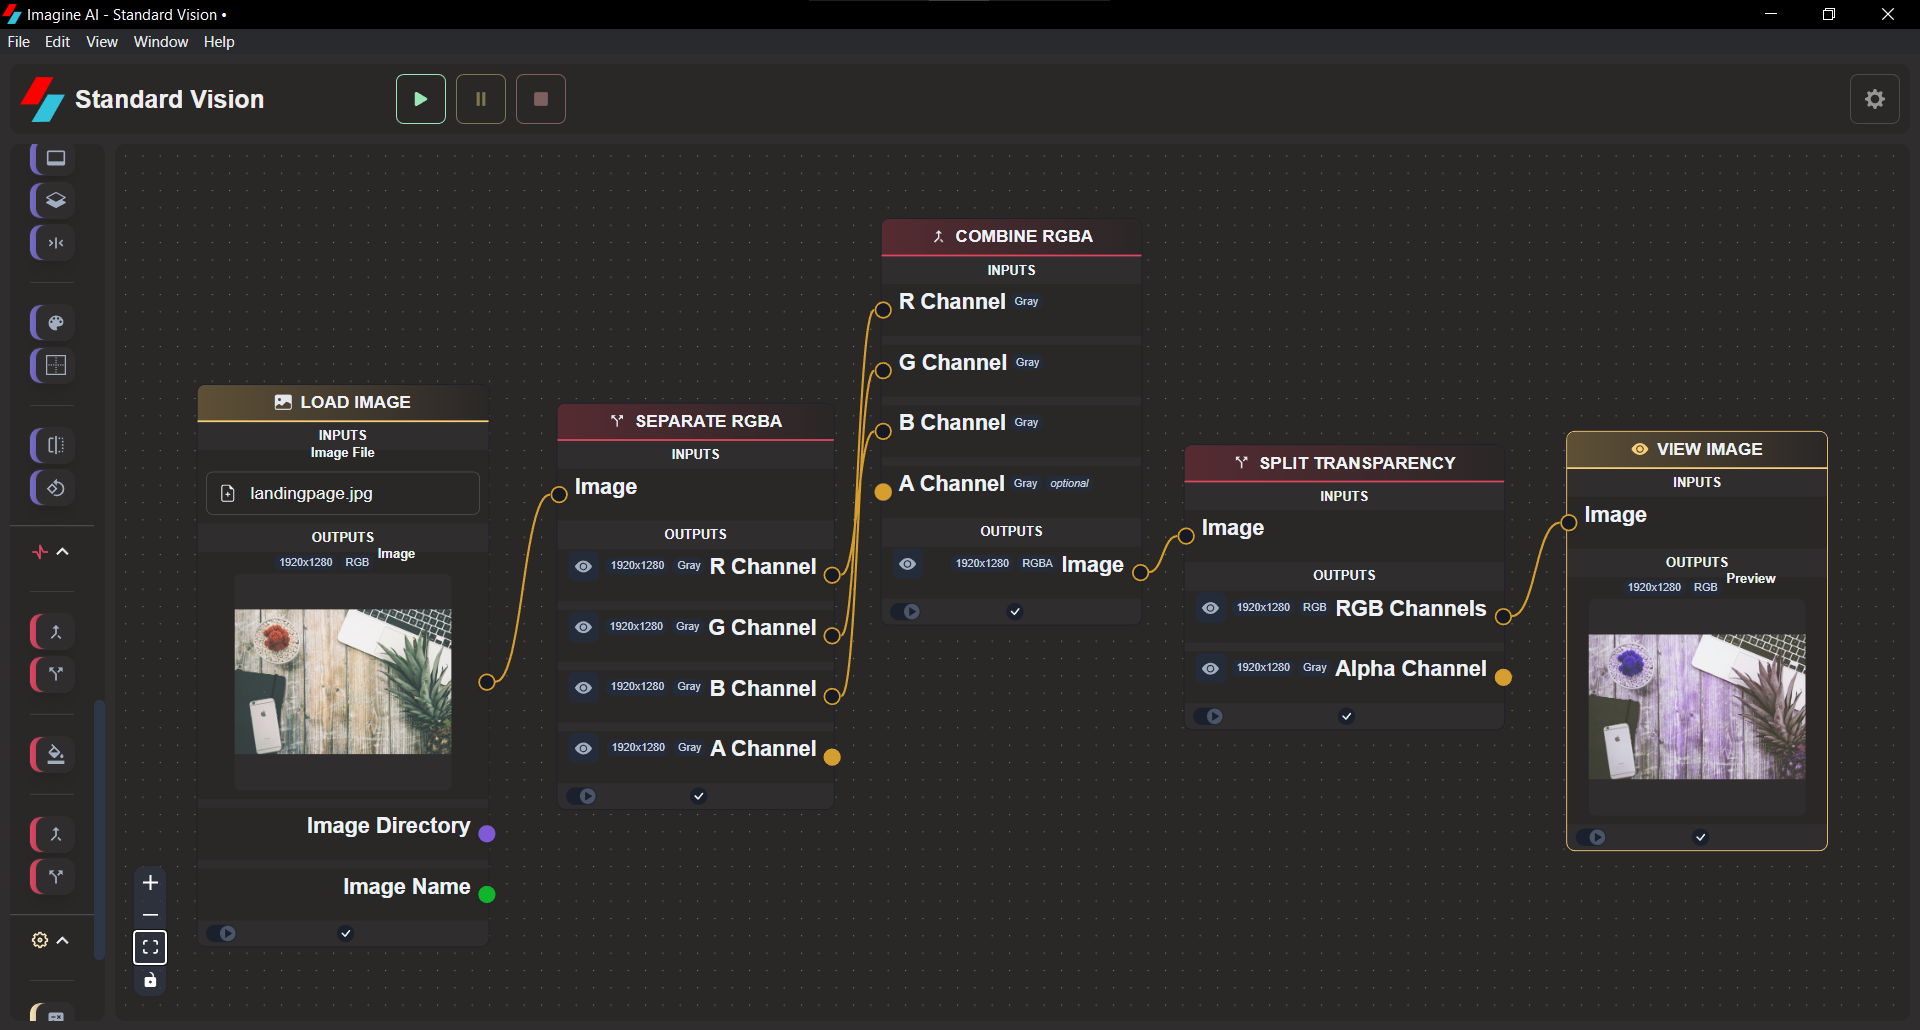 Imagine AI - Standard Vision •
File Edit View Window Help
Standard Vision
LOAD IMAGE
INPUTS
Image File
landingpage.jpg
OUTPUTS
1920x1280 RGB Image
Image Directory
Image Name
SEPARATE RGBA
INPUTS
Image
OUTPUTS
1920x1280 Gray R Channel
1920x1280 Gray G Channel
1920x1280 Gray B Channel
1920x1280 Gray A Channel
COMBINE RGBA
INPUTS
R Channel Gray
G Channel Gray
B Channel Gray
A Channel Gray optional
OUTPUTS
1920x1280 RGBA Image
SPLIT TRANSPARENCY
INPUTS
Image
OUTPUTS
1920x1280 RGB RGB Channels
1920x1280 Gray Alpha Channel
VIEW IMAGE
INPUTS
Image
OUTPUTS
1920x1280 RGB Preview